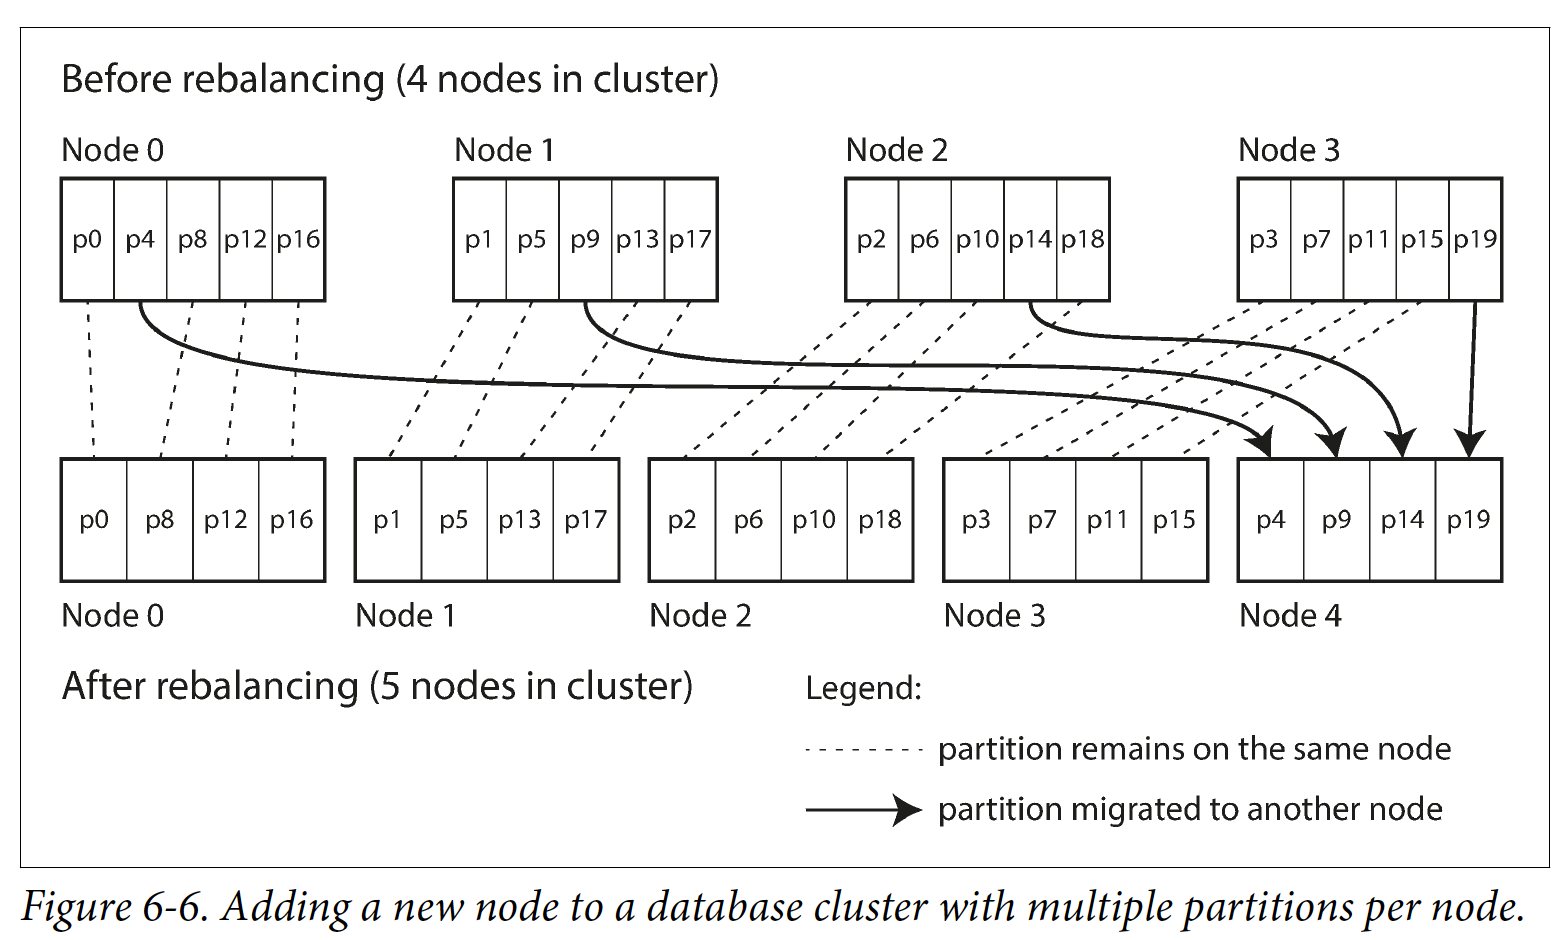 Before rebalancing (4 nodes in cluster)
Node 0 Node 1 Node 2 Node 3
p0 p4 p8 p12 p16 p1 p5 p9 p13 p17 p2 p6 p10 p14 p18 p3 p7 p11 p15 p19
p0 p8 p12 p16 p1 p5 p13 p17 p2 p6 p10 p18 p3 p7 p11 p15 p4 p9 p14 p19
Node 0 Node 1 Node 2 Node 3 Node 4
After rebalancing (5 nodes in cluster)
Legend:
partition remains on the same node
partition migrated to another node
Figure 6-6. Adding a new node to a database cluster with multiple partitions per node.